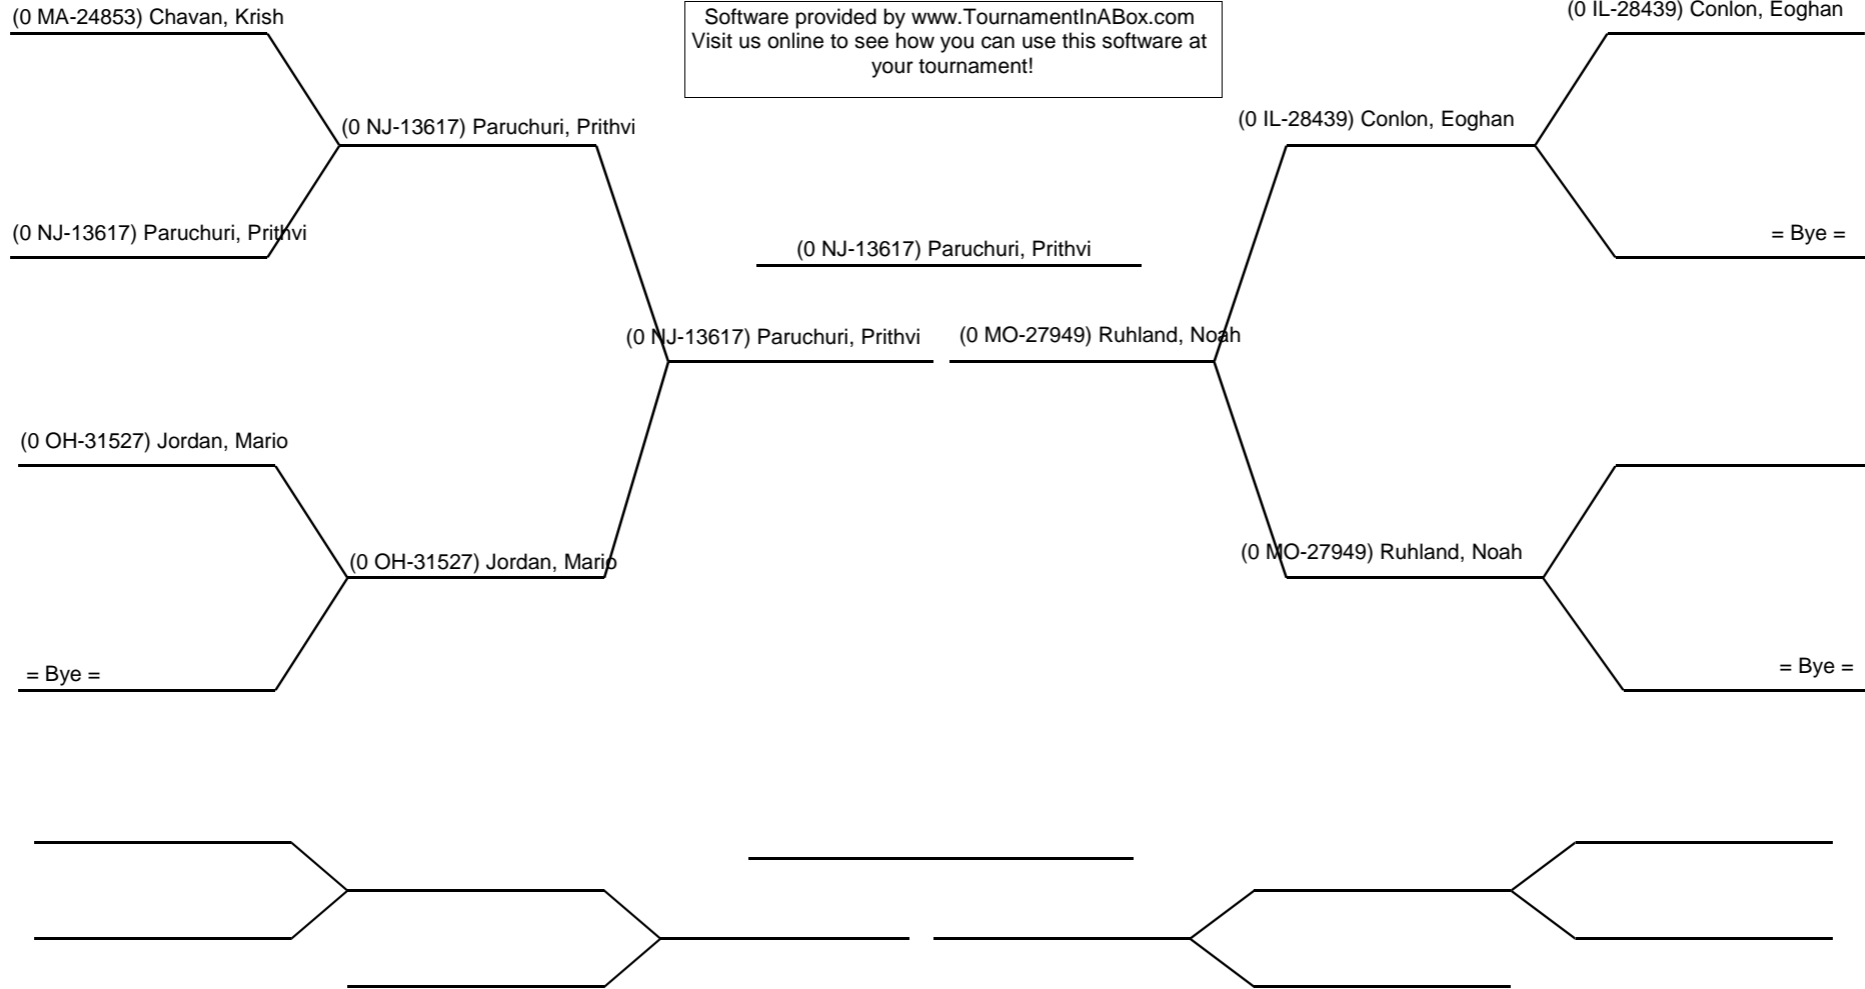 (0 MA-24853) Chavan, Krish
Software provided by www.TournamentInABox.com
Visit us online to see how you can use this software at
your tournament!
(0 IL-28439) Conlon, Eoghan
(0 NJ-13617) Paruchuri, Prithvi
(0 IL-28439) Conlon, Eoghan
(0 NJ-13617) Paruchuri, Prithvi
(0 NJ-13617) Paruchuri, Prithvi
= Bye =
(0 NJ-13617) Paruchuri, Prithvi
(0 MO-27949) Ruhland, Noah
(0 OH-31527) Jordan, Mario
(0 OH-31527) Jordan, Mario
(0 MO-27949) Ruhland, Noah
= Bye =
= Bye =